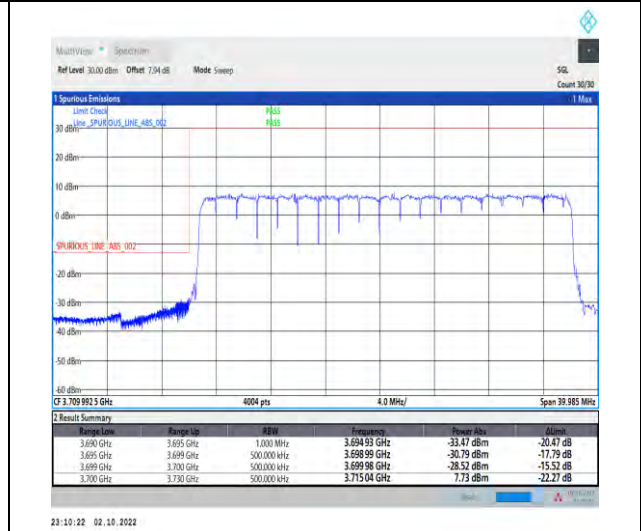 MultiView Spectrum
Ref Level 30.00 dBm Offset 7.94 dB Mode Sweep SGL
Count 30/30
1 Spurious Emissions 1 Max
Limit Check PASS
Line _SPURIOUS_LINE_ABS_002 PASS
30 dBm
20 dBm
10 dBm
0 dBm
SPURIOUS_LINE_ABS_002
-20 dBm
-30 dBm
-40 dBm
-50 dBm
-60 dBm
CF 3.709 992 5 GHz 4004 pts 4.0 MHz/ Span 39.985 MHz
2 Result Summary
Range Low Range Up RBW Frequency Power Abs ΔLimit
3.690 GHz 3.695 GHz 1.000 MHz 3.694 93 GHz -33.47 dBm -20.47 dB
3.695 GHz 3.699 GHz 500.000 kHz 3.698 99 GHz -30.79 dBm -17.79 dB
3.699 GHz 3.700 GHz 500.000 kHz 3.699 98 GHz -28.52 dBm -15.52 dB
3.700 GHz 3.730 GHz 500.000 kHz 3.715 04 GHz 7.73 dBm -22.27 dB
23:10:22 02.10.2022